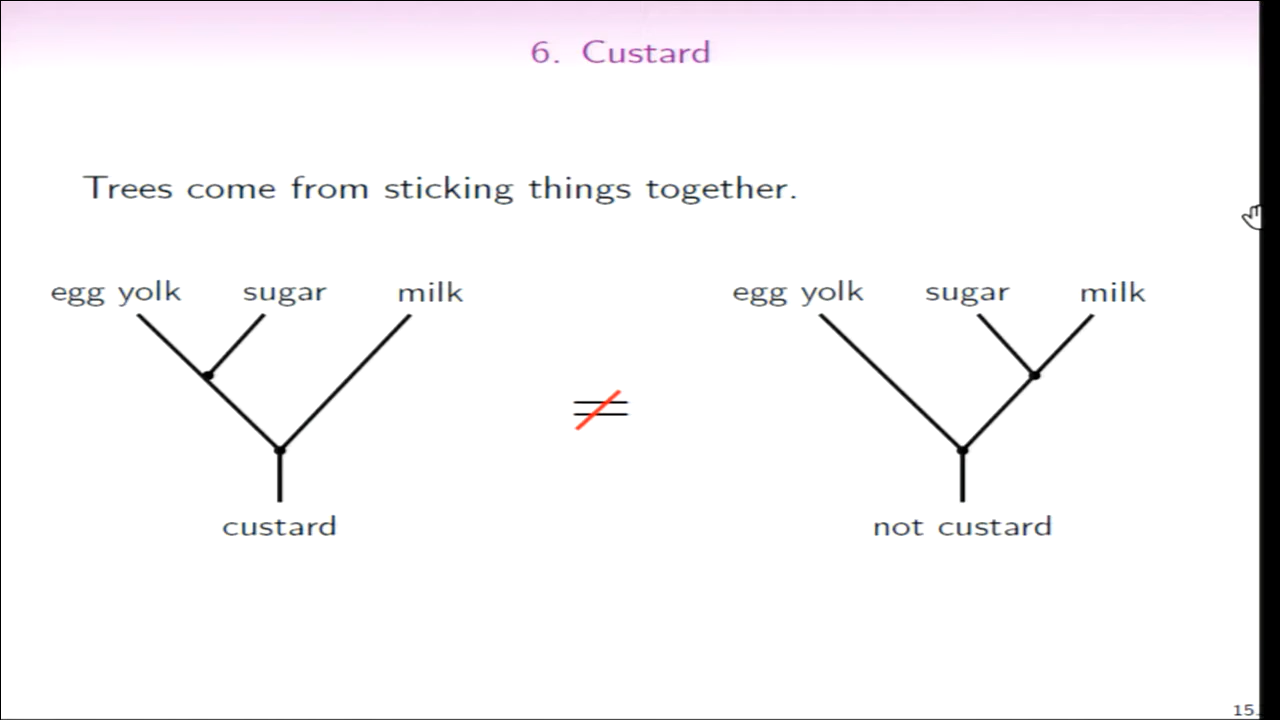 6. Custard
Trees come from sticking things together.
egg yolk sugar milk
egg yolk sugar milk
≠
custard
not custard
15.